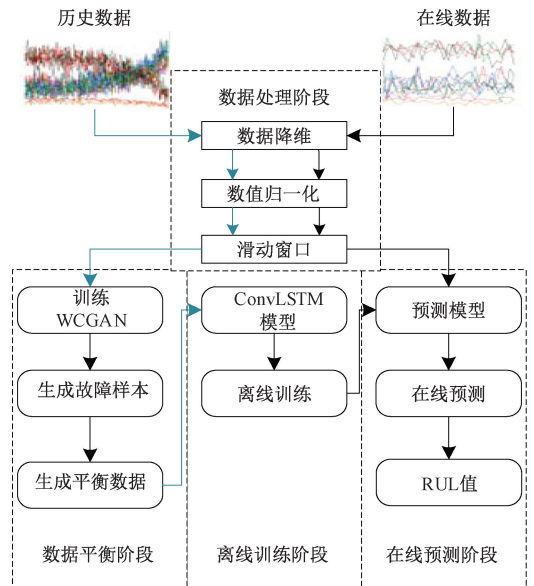 历史数据
在线数据
数据处理阶段
数据降维
数值归一化
滑动窗口
训练
WCGAN
生成故障样本
生成平衡数据
数据平衡阶段
ConvLSTM
模型
离线训练
离线训练阶段
预测模型
在线预测
RUL值
在线预测阶段